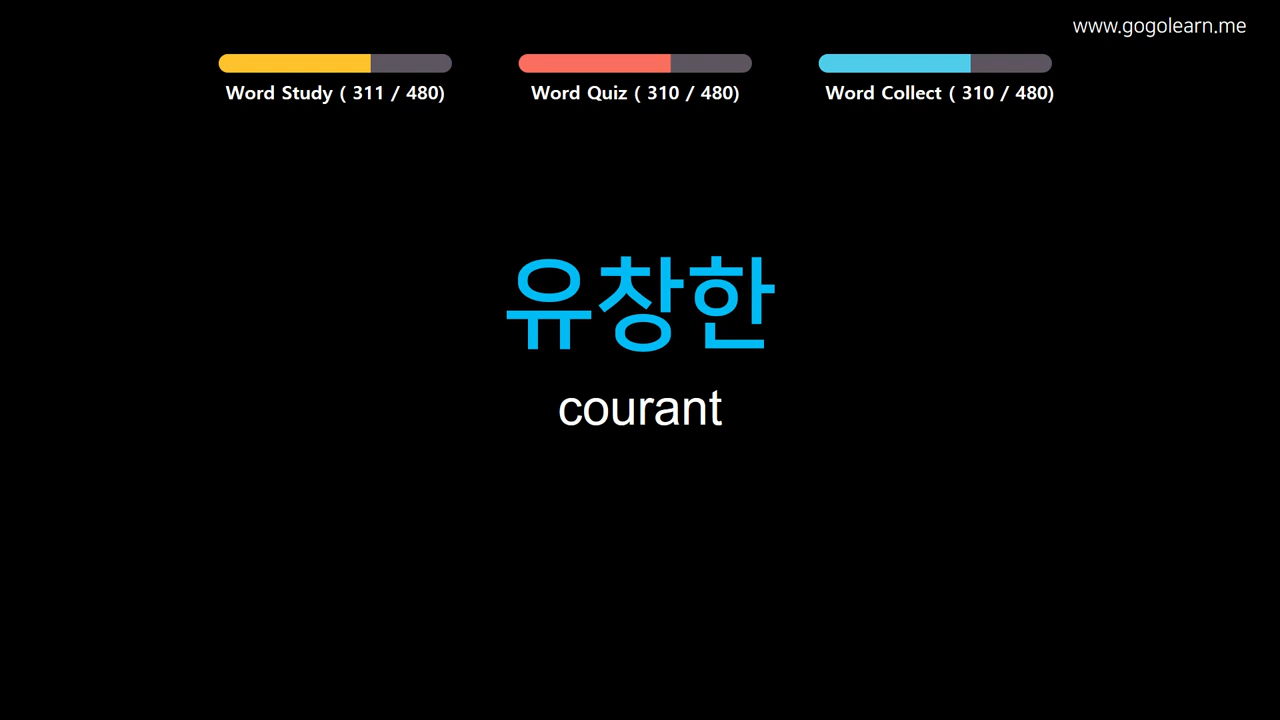 www.gogolearn.me
Word Study ( 311 / 480)
Word Quiz ( 310 / 480)
Word Collect ( 310 / 480)
유창한
courant